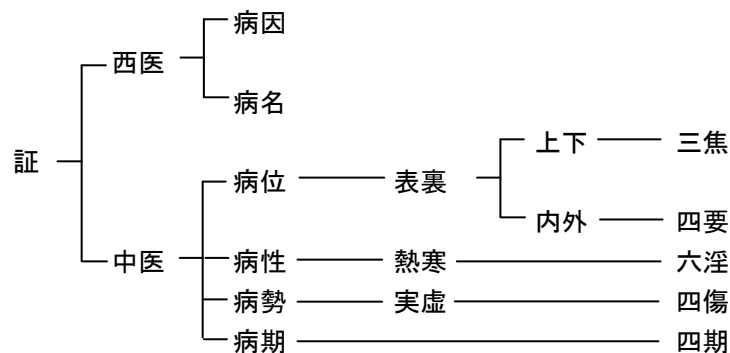 病因
西医
病名
証
上下 三焦
病位 表裏
内外 四要
中医 病性 熱寒 六淫
病勢 実虚 四傷
病期 四期